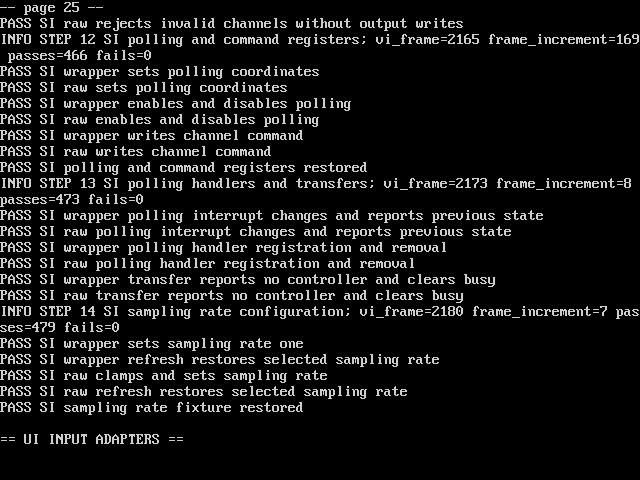 -- page 25 --
PASS SI raw rejects invalid channels without output writes
INFO STEP 12 SI polling and command registers; vi_frame=2165 frame_increment=169
 passes=466 fails=0
PASS SI wrapper sets polling coordinates
PASS SI raw sets polling coordinates
PASS SI wrapper enables and disables polling
PASS SI raw enables and disables polling
PASS SI wrapper writes channel command
PASS SI raw writes channel command
PASS SI polling and command registers restored
INFO STEP 13 SI polling handlers and transfers; vi_frame=2173 frame_increment=8
passes=473 fails=0
PASS SI wrapper polling interrupt changes and reports previous state
PASS SI raw polling interrupt changes and reports previous state
PASS SI wrapper polling handler registration and removal
PASS SI raw polling handler registration and removal
PASS SI wrapper transfer reports no controller and clears busy
PASS SI raw transfer reports no controller and clears busy
INFO STEP 14 SI sampling rate configuration; vi_frame=2180 frame_increment=7 pas
ses=479 fails=0
PASS SI wrapper sets sampling rate one
PASS SI wrapper refresh restores selected sampling rate
PASS SI raw clamps and sets sampling rate
PASS SI raw refresh restores selected sampling rate
PASS SI sampling rate fixture restored

== UI INPUT ADAPTERS ==